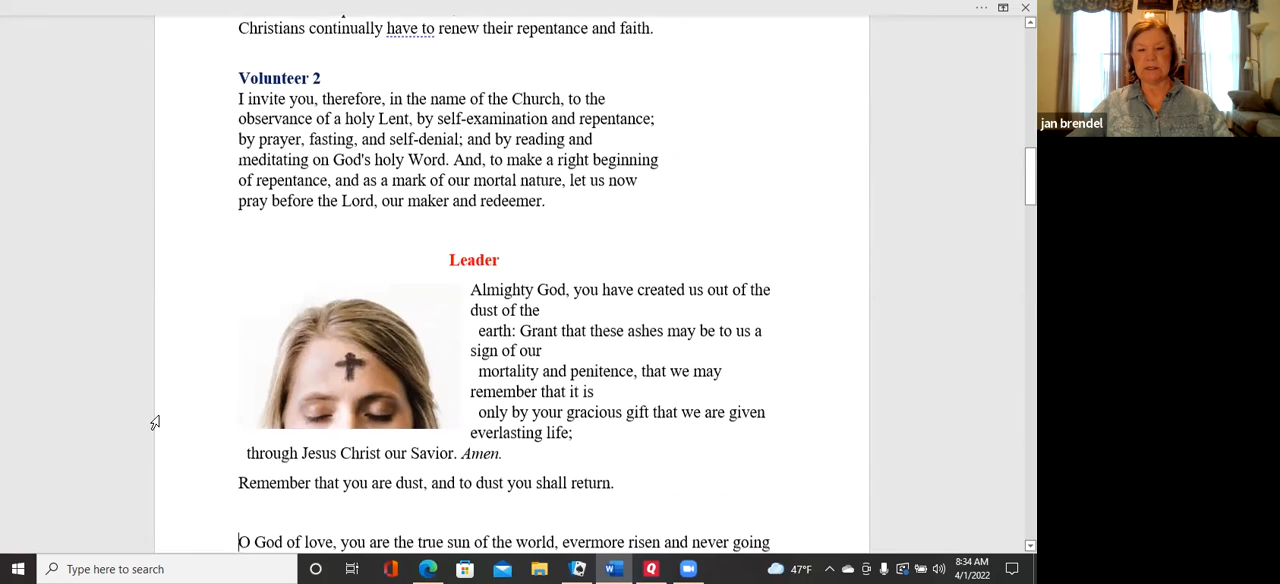 Christians continually have to renew their repentance and faith.
Volunteer 2
I invite you, therefore, in the name of the Church, to the
observance of a holy Lent, by self-examination and repentance;
by prayer, fasting, and self-denial; and by reading and
meditating on God's holy Word. And, to make a right beginning
of repentance, and as a mark of our mortal nature, let us now
pray before the Lord, our maker and redeemer.
Leader
Almighty God, you have created us out of the
dust of the
earth: Grant that these ashes may be to us a
sign of our
mortality and penitence, that we may
remember that it is
only by your gracious gift that we are given
everlasting life;
through Jesus Christ our Savior. Amen.
Remember that you are dust, and to dust you shall return.
O God of love, you are the true sun of the world, evermore risen and never going
jan brendel
Type here to search
47°F
8:34 AM
4/1/2022